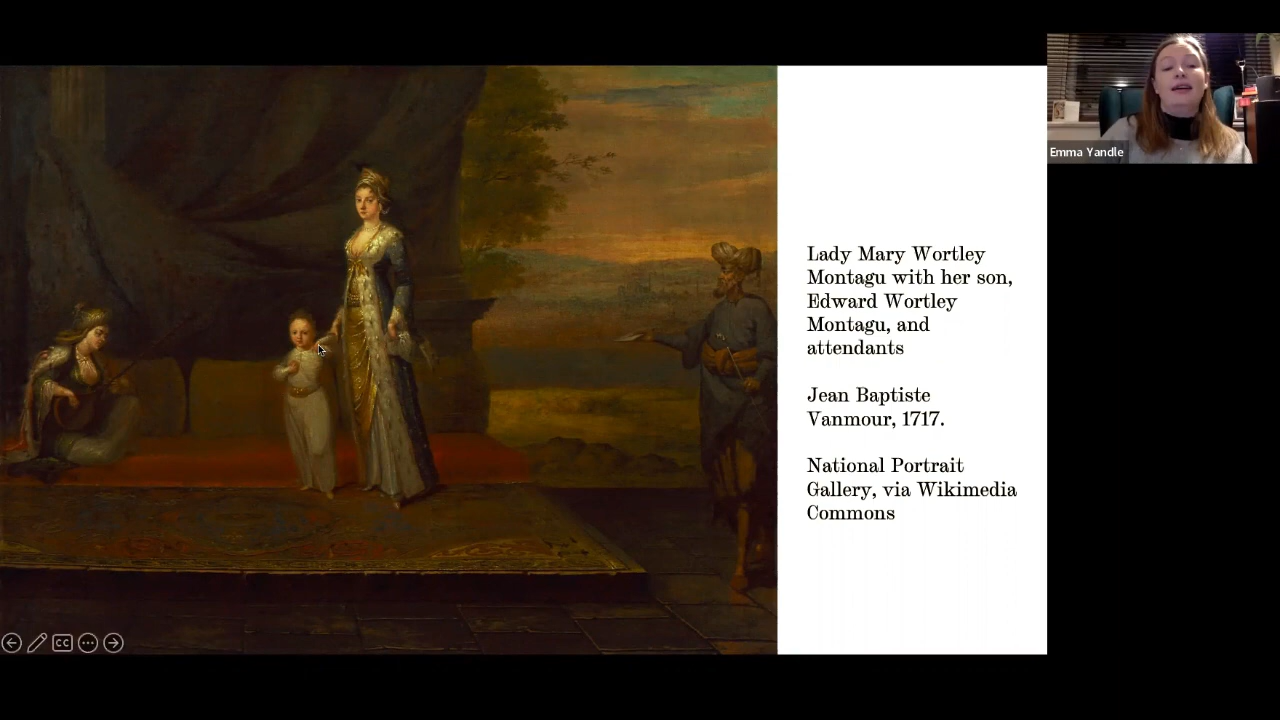 Emma Yandle
Lady Mary Wortley
Montagu with her son,
Edward Wortley
Montagu, and
attendants
Jean Baptiste
Vanmour, 1717.
National Portrait
Gallery, via Wikimedia
Commons
CC